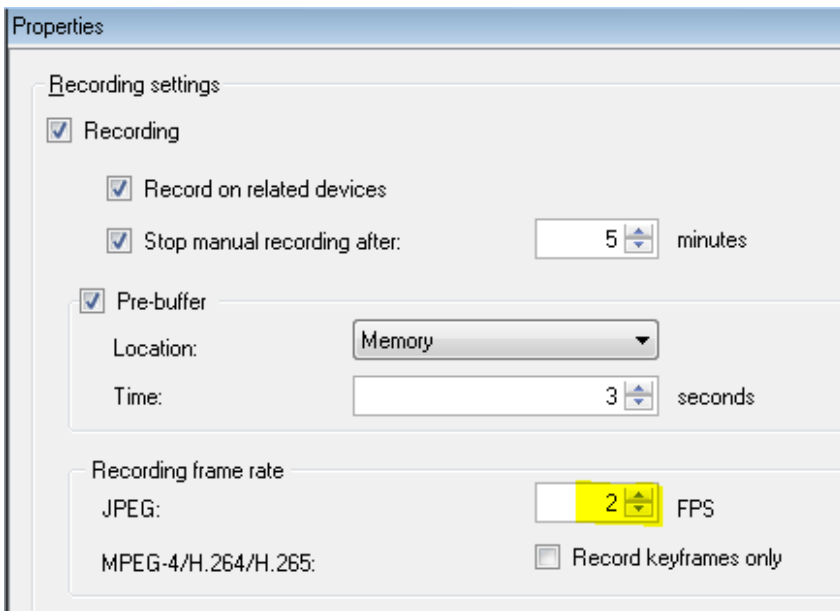 Properties
Recording settings
Recording
Record on related devices
Stop manual recording after: 5 minutes
Pre-buffer
Location: Memory
Time: 3 seconds
Recording frame rate
JPEG: 2 FPS
MPEG-4/H.264/H.265: Record keyframes only